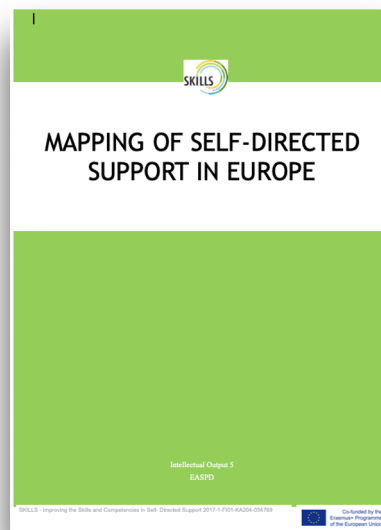 SKILLS
MAPPING OF SELF-DIRECTED
SUPPORT IN EUROPE
Intellectual Output 5
EASPD
SKILLS - Improving the Skills and Competencies in Self- Directed Support 2017-1-FI01-KA204-034769
Co-funded by the
Erasmus+ Programme
of the European Union